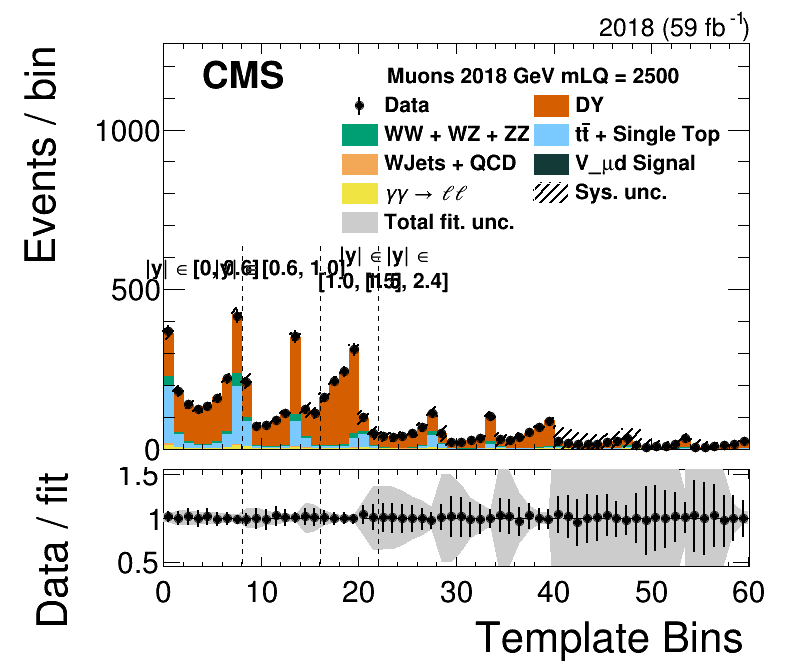 2018 (59 fb⁻¹)
CMS
Muons 2018 GeV mLQ = 2500
Data
DY
WW + WZ + ZZ
tt̄ + Single Top
WJets + QCD
V_μd Signal
γγ → ℓℓ
Sys. unc.
Total fit. unc.
Events / bin
1000
500
0
|y| ∈ [0, 0.6]
|y| ∈ [0.6, 1.0]
|y| ∈
[1.0, 1.5]
|y| ∈
[1.5, 2.4]
Data / fit
1.5
1
0.5
0 10 20 30 40 50 60
Template Bins